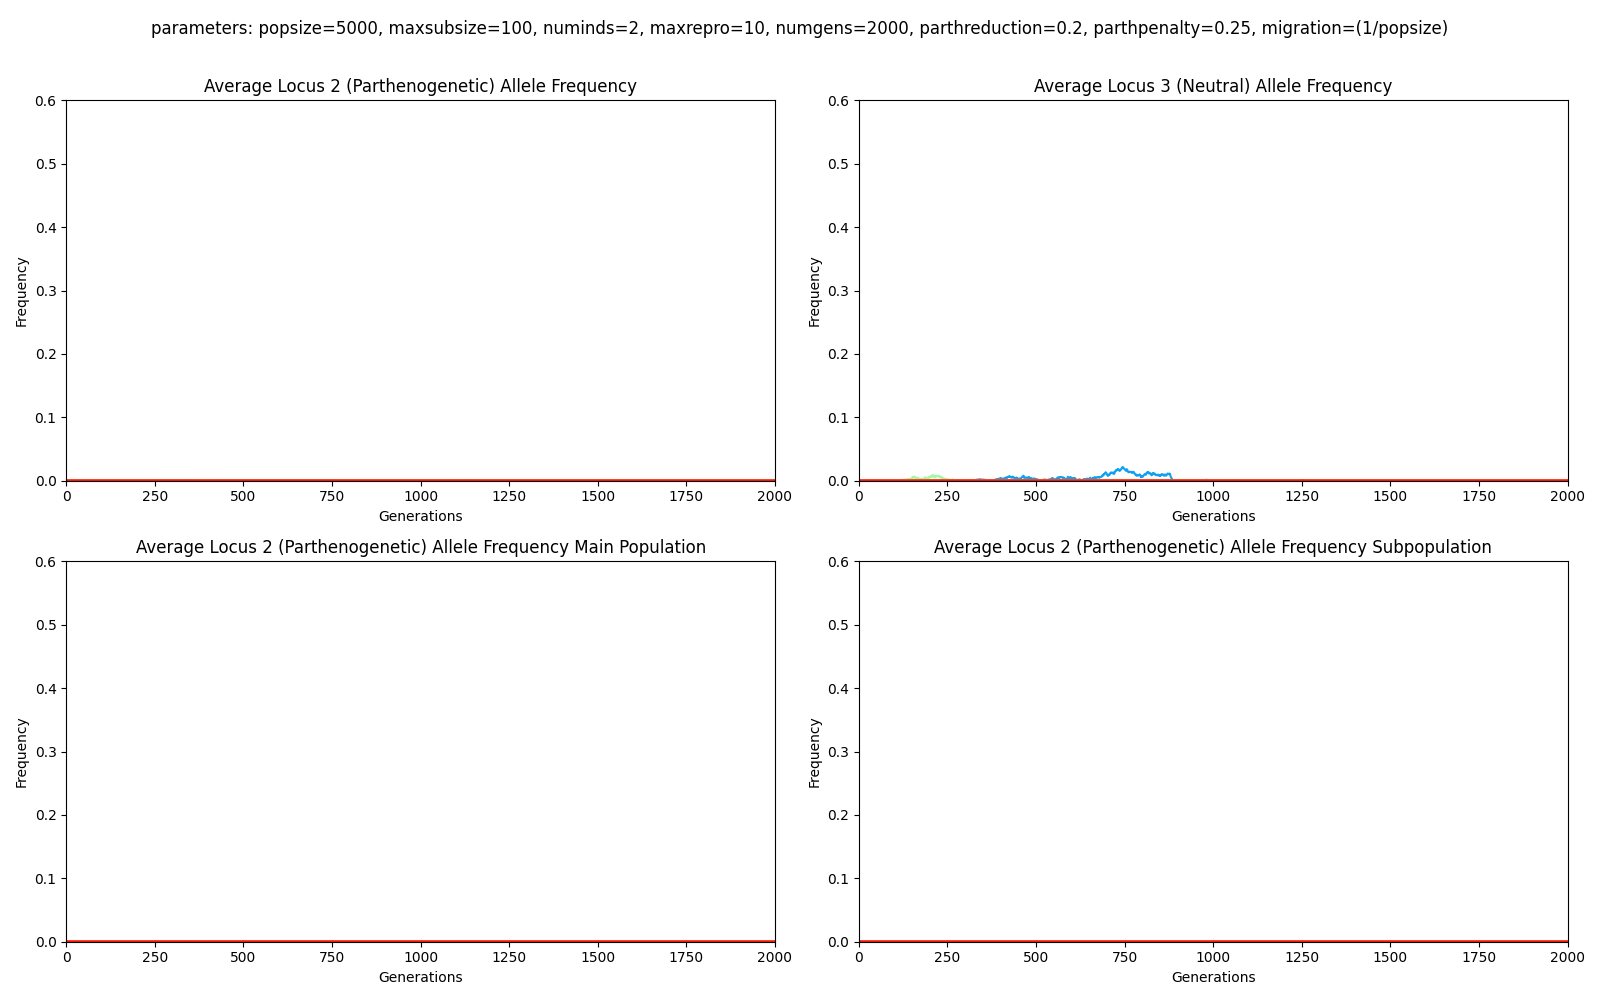 parameters: popsize=5000, maxsubsize=100, numinds=2, maxrepro=10, numgens=2000, parthreduction=0.2, parthpenalty=0.25, migration=(1/popsize)
Average Locus 2 (Parthenogenetic) Allele Frequency
0.6
0.5
0.4
0.3
0.2
0.1
0.0
Frequency
0 250 500 750 1000 1250 1500 1750 2000
Generations
Average Locus 3 (Neutral) Allele Frequency
0.6
0.5
0.4
0.3
0.2
0.1
0.0
Frequency
0 250 500 750 1000 1250 1500 1750 2000
Generations
Average Locus 2 (Parthenogenetic) Allele Frequency Main Population
0.6
0.5
0.4
0.3
0.2
0.1
0.0
Frequency
0 250 500 750 1000 1250 1500 1750 2000
Generations
Average Locus 2 (Parthenogenetic) Allele Frequency Subpopulation
0.6
0.5
0.4
0.3
0.2
0.1
0.0
Frequency
0 250 500 750 1000 1250 1500 1750 2000
Generations